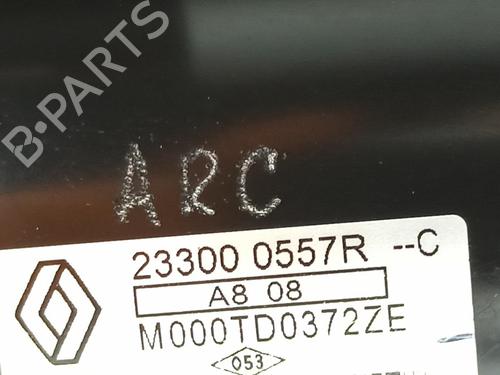 B-PARTS
ARC
23300 0557R --C
A8 08
M000TD0372ZE
053